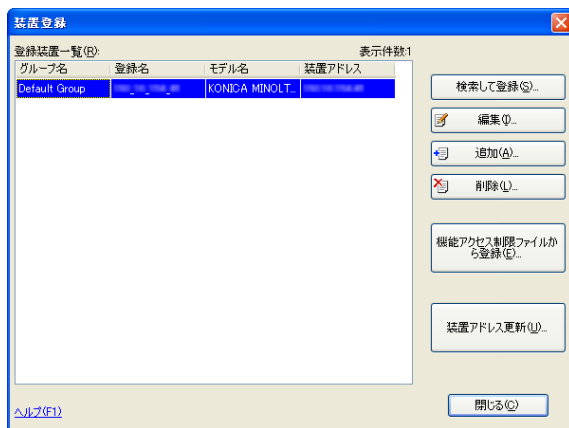 装置登録
登録装置一覧(R):
表示件数:1
グループ名 登録名 モデル名 装置アドレス
Default Group KONICA MINOLT...
検索して登録(S)...
編集(I)...
追加(A)...
削除(L)...
機能アクセス制限ファイルか
ら登録(E)...
装置アドレス更新(U)...
閉じる(C)
ヘルプ(F1)